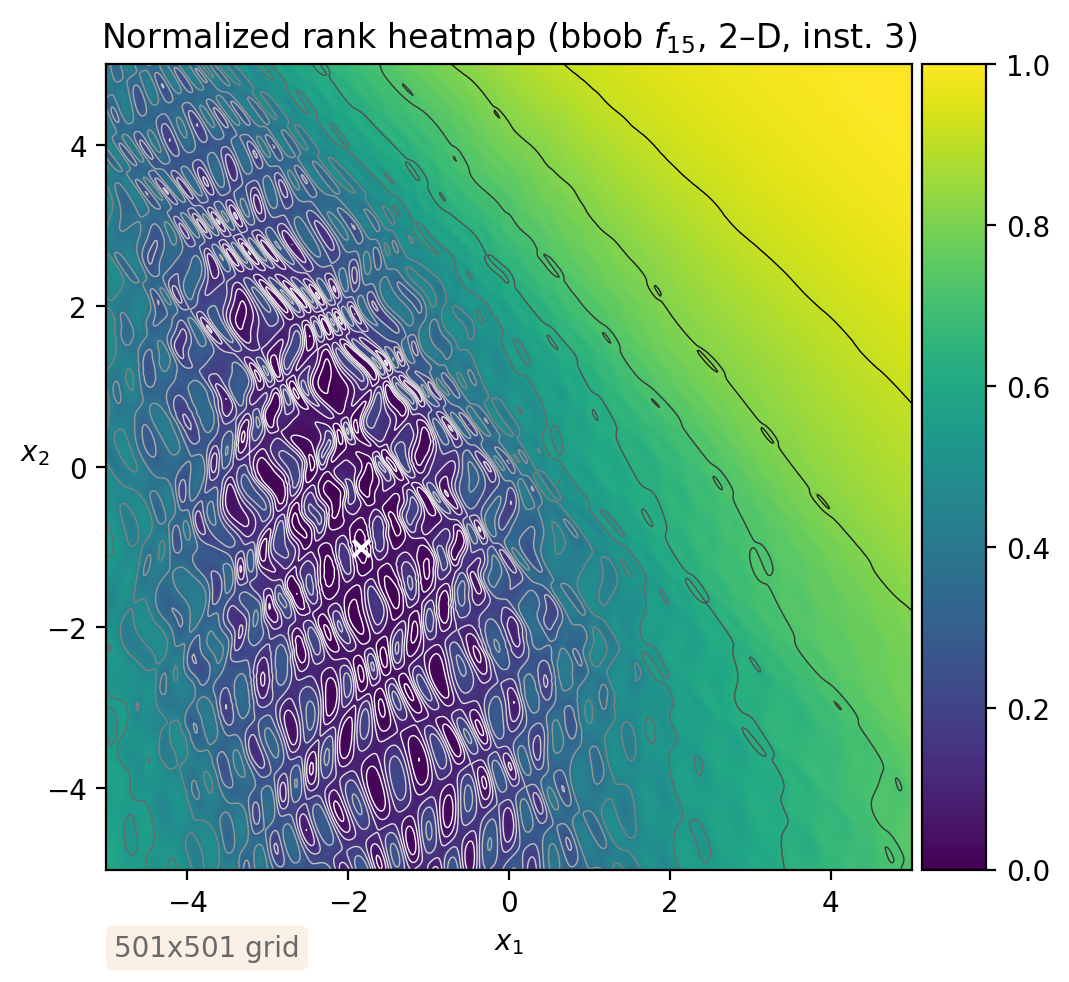 Normalized rank heatmap (bbob f₁₅, 2–D, inst. 3)
1.0
0.8
0.6
0.4
0.2
0.0
4
2
0
−2
−4
x₂
−4 −2 0 2 4
x₁
501x501 grid